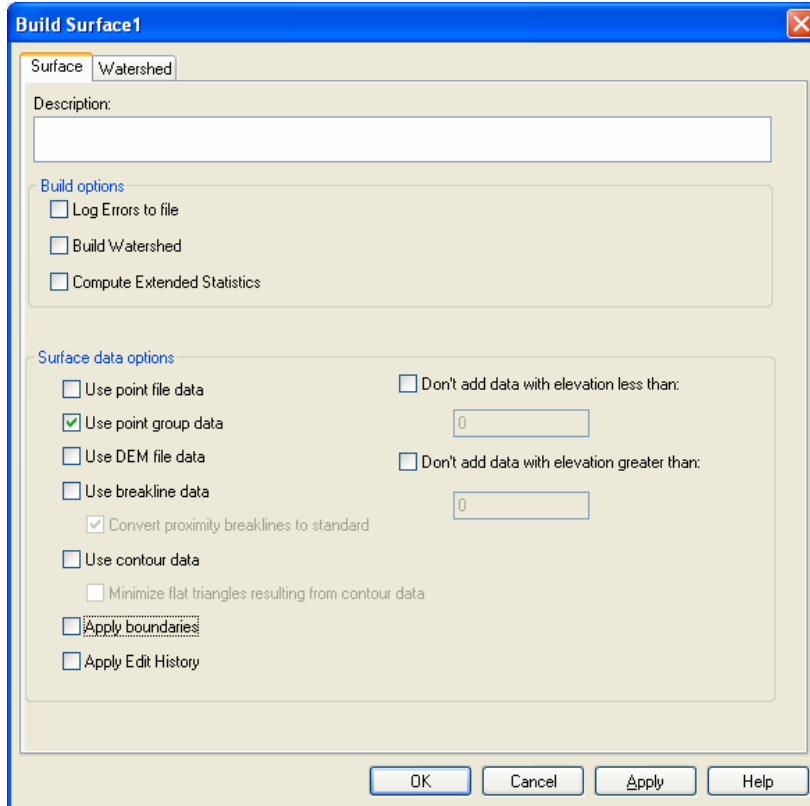 Build Surface1
Surface Watershed
Description:
Build options
Log Errors to file
Build Watershed
Compute Extended Statistics
Surface data options
Use point file data
Use point group data
Use DEM file data
Use breakline data
Convert proximity breaklines to standard
Use contour data
Minimize flat triangles resulting from contour data
Apply boundaries
Apply Edit History
Don't add data with elevation less than:
0
Don't add data with elevation greater than:
0
OK Cancel Apply Help